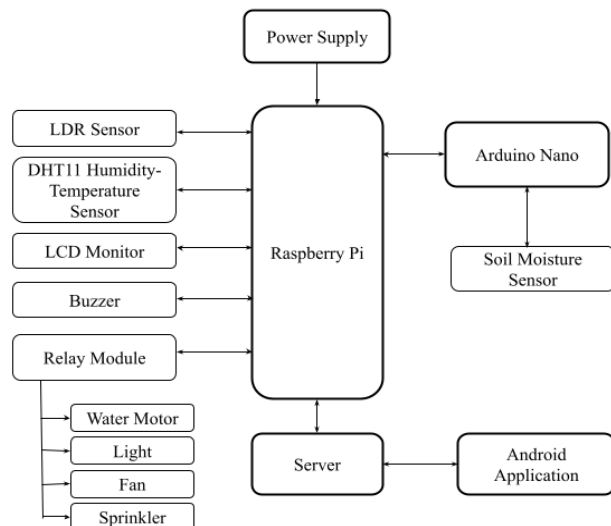 Power Supply
LDR Sensor
DHT11 Humidity-
Temperature
Sensor
LCD Monitor
Buzzer
Relay Module
Water Motor
Light
Fan
Sprinkler
Raspberry Pi
Arduino Nano
Soil Moisture
Sensor
Server
Android
Application